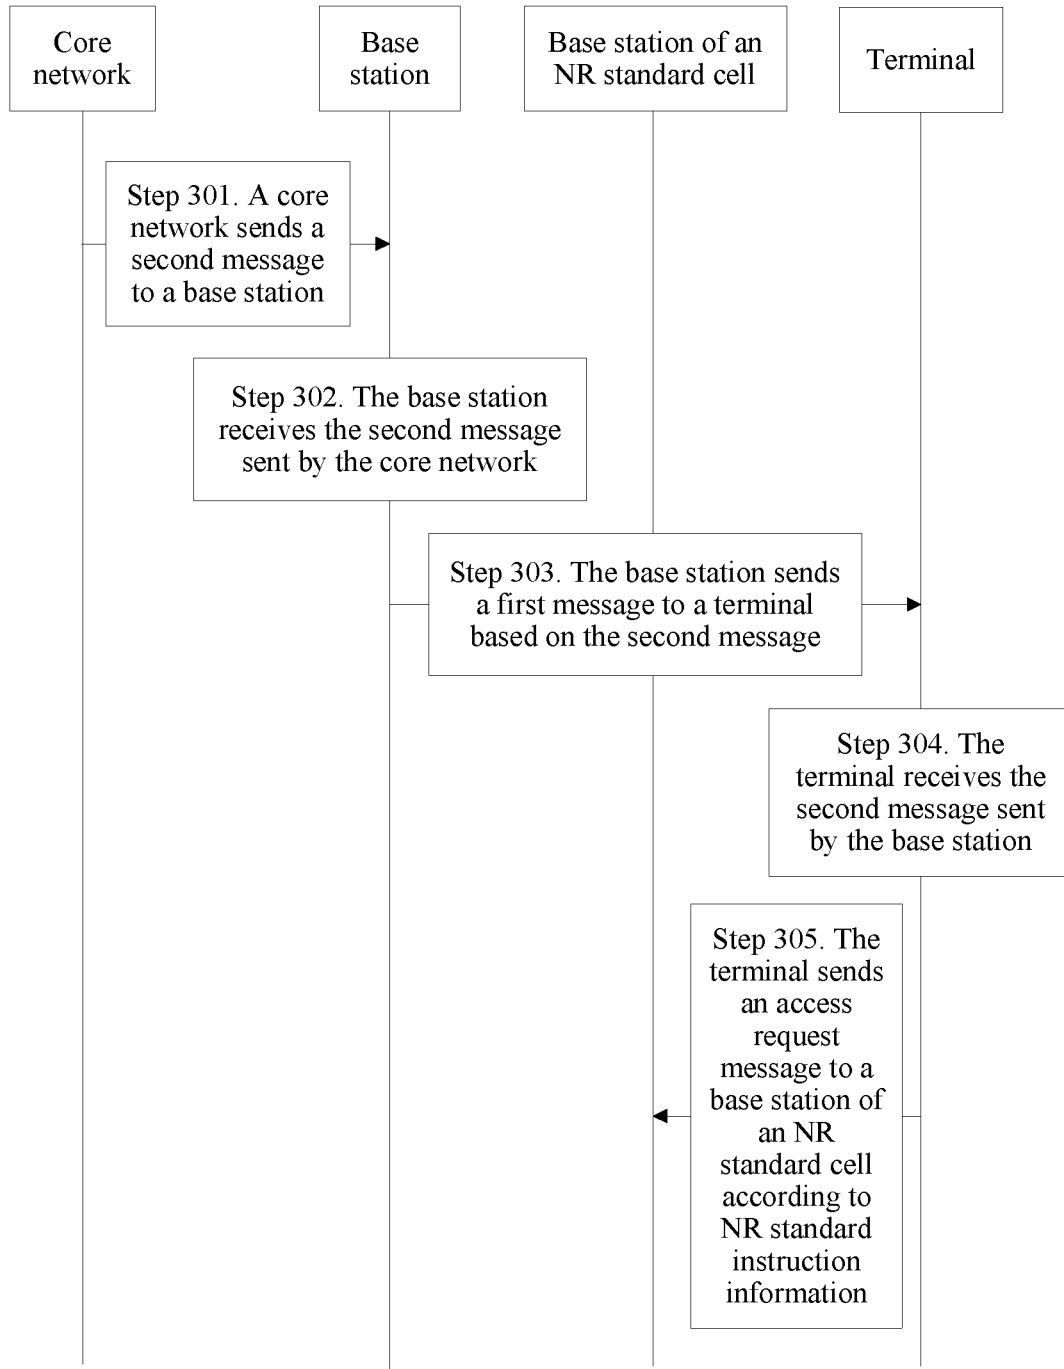 Core
network
Base
station
Base station of an
NR standard cell
Terminal
Step 301. A core
network sends a
second message
to a base station
Step 302. The base station
receives the second message
sent by the core network
Step 303. The base station sends
a first message to a terminal
based on the second message
Step 304. The
terminal receives the
second message sent
by the base station
Step 305. The
terminal sends
an access
request
message to a
base station of
an NR
standard cell
according to
NR standard
instruction
information